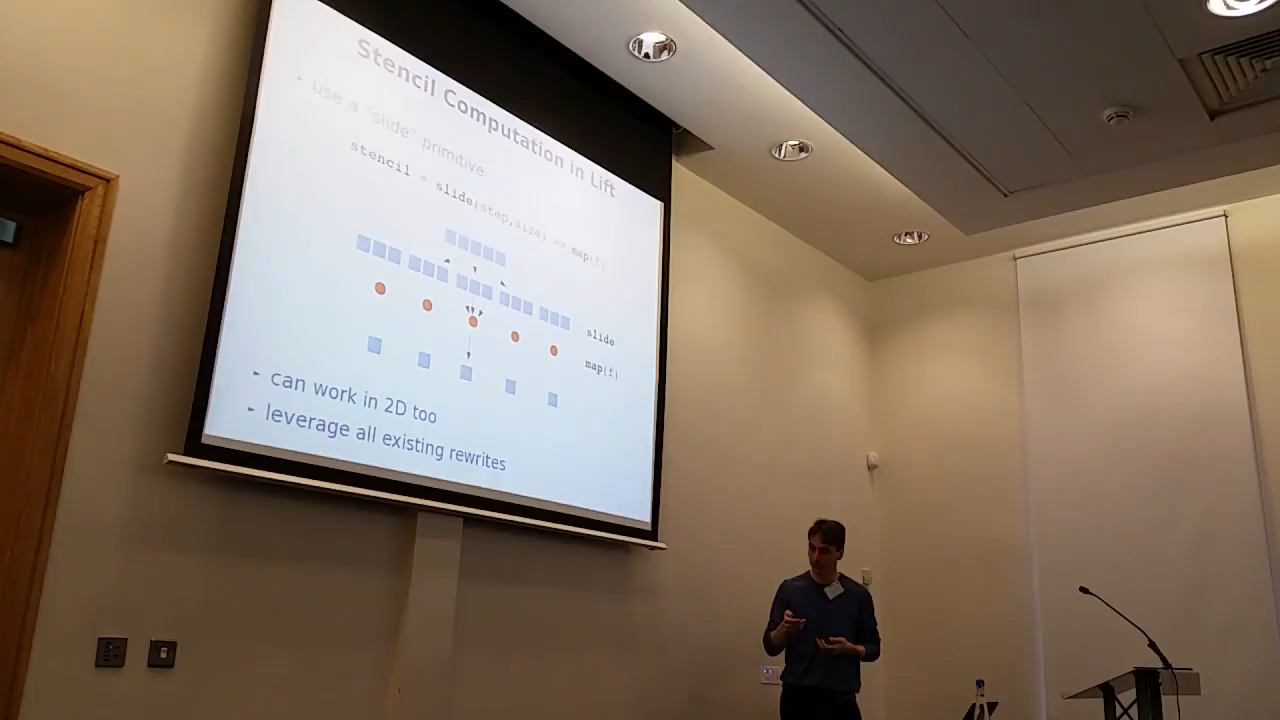 Stencil Computation in Lift
‣ use a "slide" primitive
stencil = slide(step,size) >> map(f)
slide
map(f)
‣ can work in 2D too
‣ leverage all existing rewrites